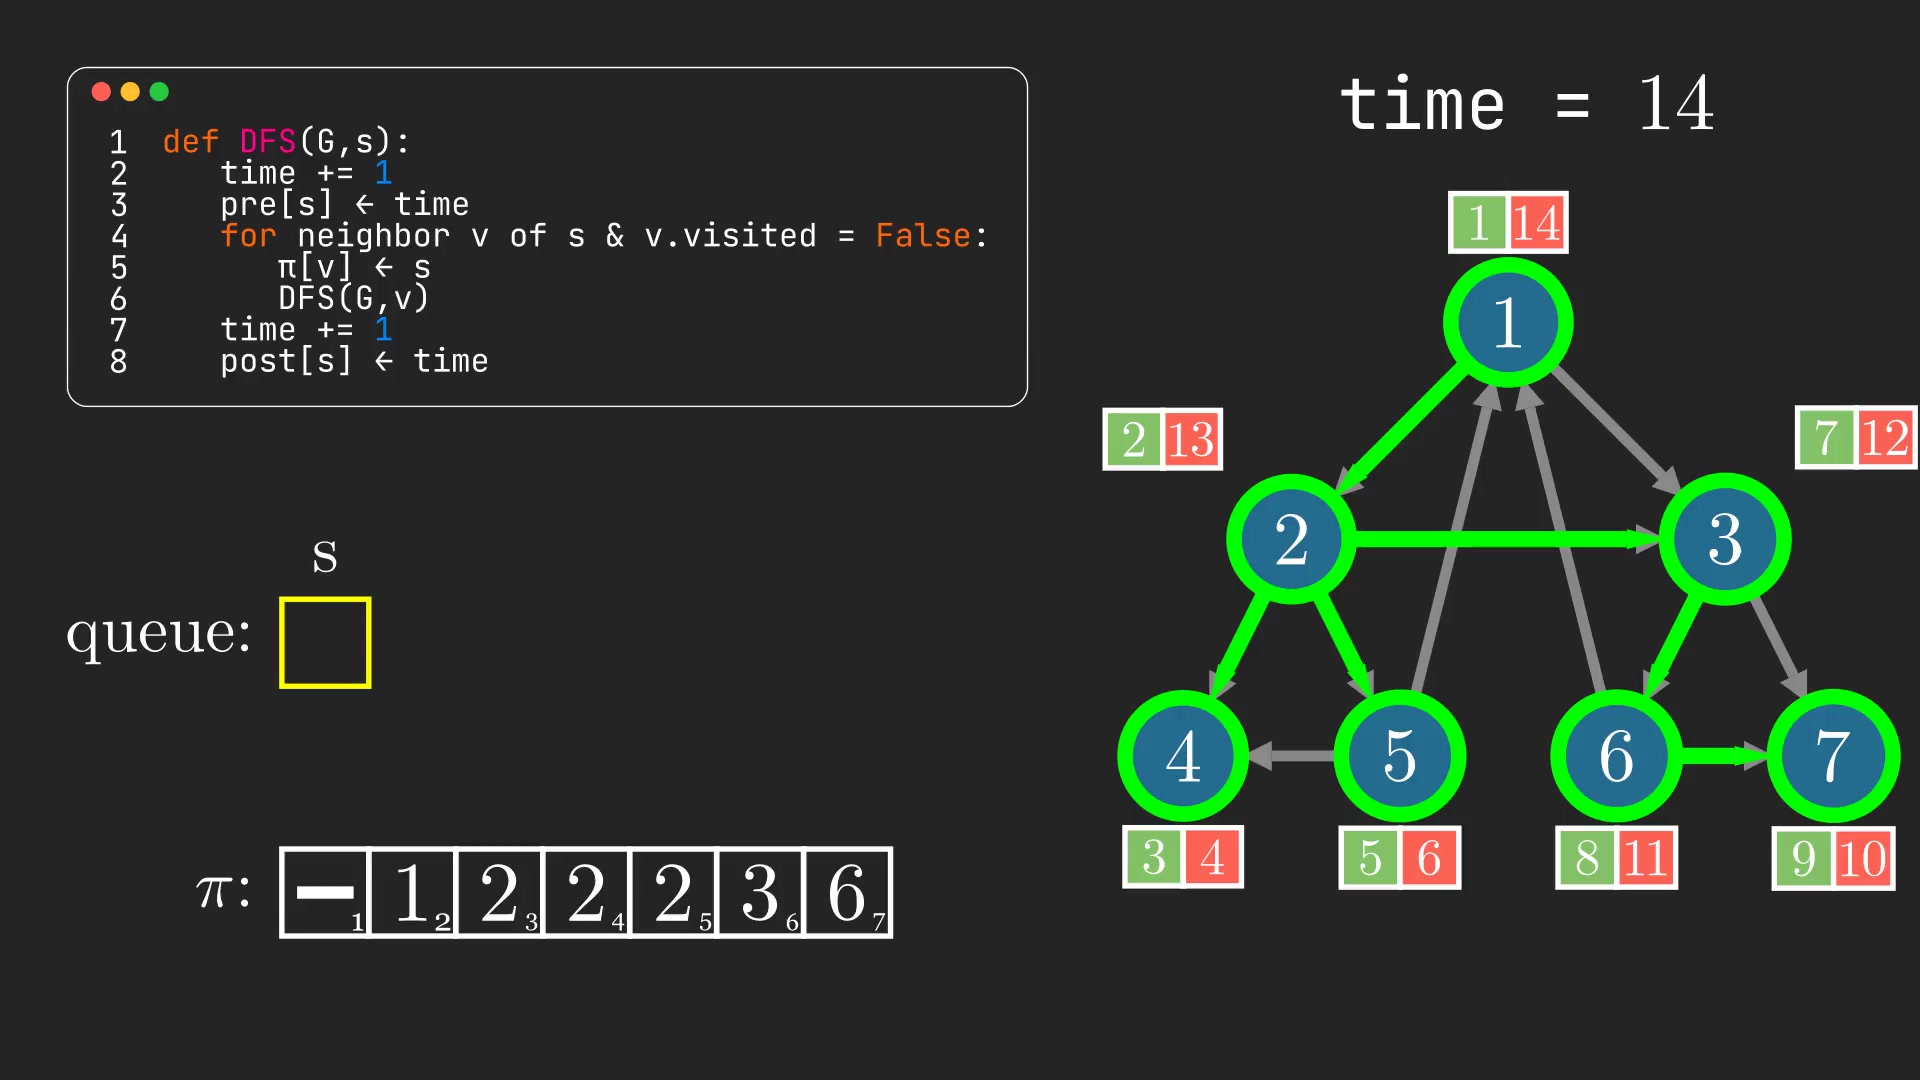 1 def DFS(G,s):
2 time += 1
3 pre[s] ← time
4 for neighbor v of s & v.visited = False:
5 π[v] ← s
6 DFS(G,v)
7 time += 1
8 post[s] ← time
time = 14
1 14
1
2 13
7 12
2
3
4
5
6
7
3 4
5 6
8 11
9 10
s
queue:
π: – 1 1 2 2 3 2 4 2 5 3 6 6 7